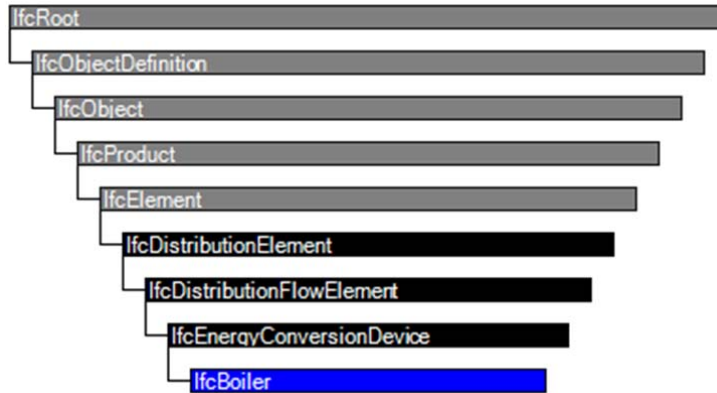 IfcRoot
IfcObjectDefinition
IfcObject
IfcProduct
IfcElement
IfcDistributionElement
IfcDistributionFlowElement
IfcEnergyConversionDevice
IfcBoiler